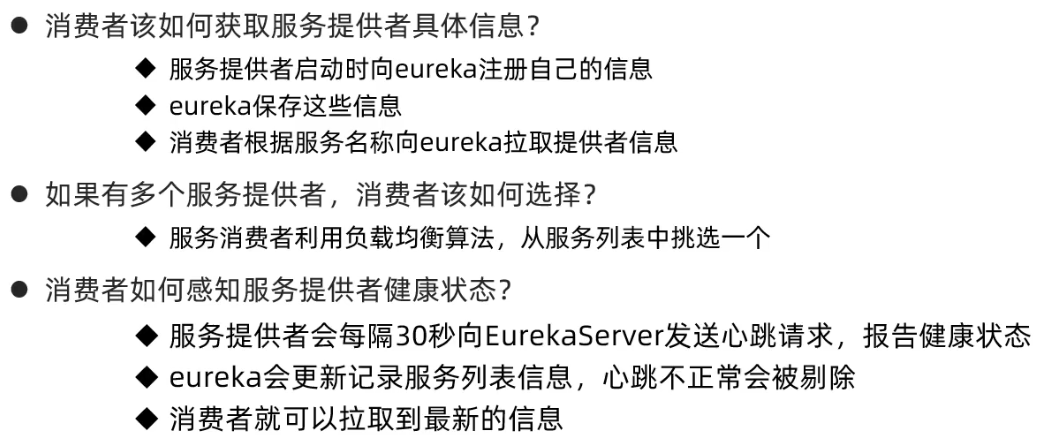 ● 消费者该如何获取服务提供者具体信息？
◆ 服务提供者启动时向eureka注册自己的信息
◆ eureka保存这些信息
◆ 消费者根据服务名称向eureka拉取提供者信息
● 如果有多个服务提供者，消费者该如何选择？
◆ 服务消费者利用负载均衡算法，从服务列表中挑选一个
● 消费者如何感知服务提供者健康状态？
◆ 服务提供者会每隔30秒向EurekaServer发送心跳请求，报告健康状态
◆ eureka会更新记录服务列表信息，心跳不正常会被剔除
◆ 消费者就可以拉取到最新的信息